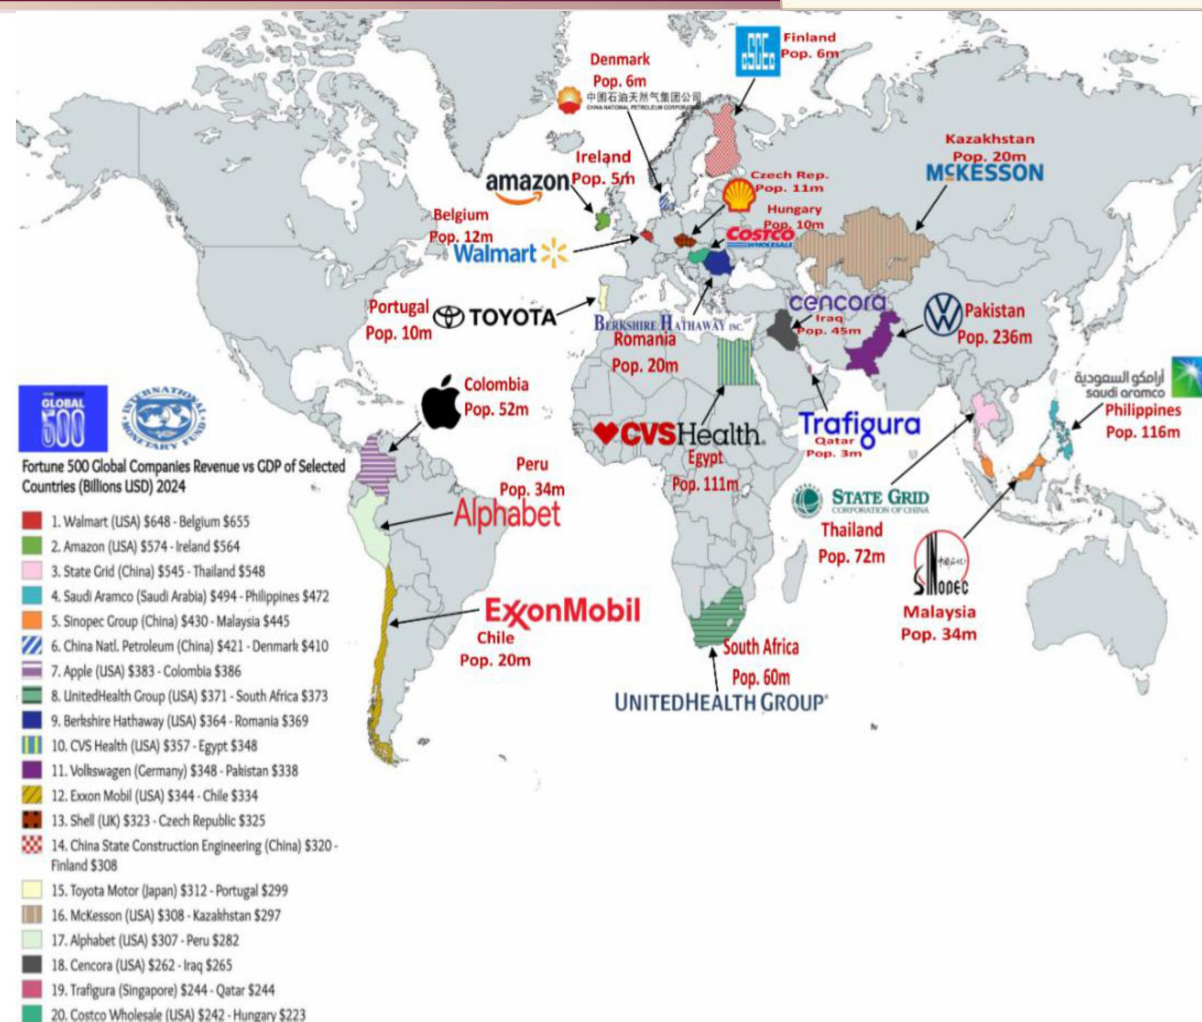 Finland
Pop. 6m
Denmark
Pop. 6m
中国石油天然气集团公司
CHINA NATIONAL PETROLEUM CORPORATION
Kazakhstan
Pop. 20m
MCKESSON
Ireland
Pop. 5m
amazon
Czech Rep.
Pop. 11m
Hungary
Pop. 10m
COSTCO
WHOLESALE
Belgium
Pop. 12m
Walmart
Portugal
Pop. 10m
TOYOTA
BERKSHIRE HATHAWAY INC.
Romania
Pop. 20m
cencora
Iraq
Pop. 45m
Pakistan
Pop. 236m
أرامكو السعودية
saudi aramco
Philippines
Pop. 116m
Colombia
Pop. 52m
CVSHealth.
Egypt
Pop. 111m
Trafigura
Qatar
Pop. 3m
Peru
Pop. 34m
Alphabet
STATE GRID
CORPORATION OF CHINA
Thailand
Pop. 72m
SINOPEC
Malaysia
Pop. 34m
ExxonMobil
Chile
Pop. 20m
South Africa
Pop. 60m
UNITEDHEALTH GROUP®
GLOBAL
500
INTERNATIONAL
MONETARY FUND
Fortune 500 Global Companies Revenue vs GDP of Selected
Countries (Billions USD) 2024
1. Walmart (USA) $648 - Belgium $655
2. Amazon (USA) $574 - Ireland $564
3. State Grid (China) $545 - Thailand $548
4. Saudi Aramco (Saudi Arabia) $494 - Philippines $472
5. Sinopec Group (China) $430 - Malaysia $445
6. China Natl. Petroleum (China) $421 - Denmark $410
7. Apple (USA) $383 - Colombia $386
8. UnitedHealth Group (USA) $371 - South Africa $373
9. Berkshire Hathaway (USA) $364 - Romania $369
10. CVS Health (USA) $357 - Egypt $348
11. Volkswagen (Germany) $348 - Pakistan $338
12. Exxon Mobil (USA) $344 - Chile $334
13. Shell (UK) $323 - Czech Republic $325
14. China State Construction Engineering (China) $320 -
Finland $308
15. Toyota Motor (Japan) $312 - Portugal $299
16. McKesson (USA) $308 - Kazakhstan $297
17. Alphabet (USA) $307 - Peru $282
18. Cencora (USA) $262 - Iraq $265
19. Trafigura (Singapore) $244 - Qatar $244
20. Costco Wholesale (USA) $242 - Hungary $223